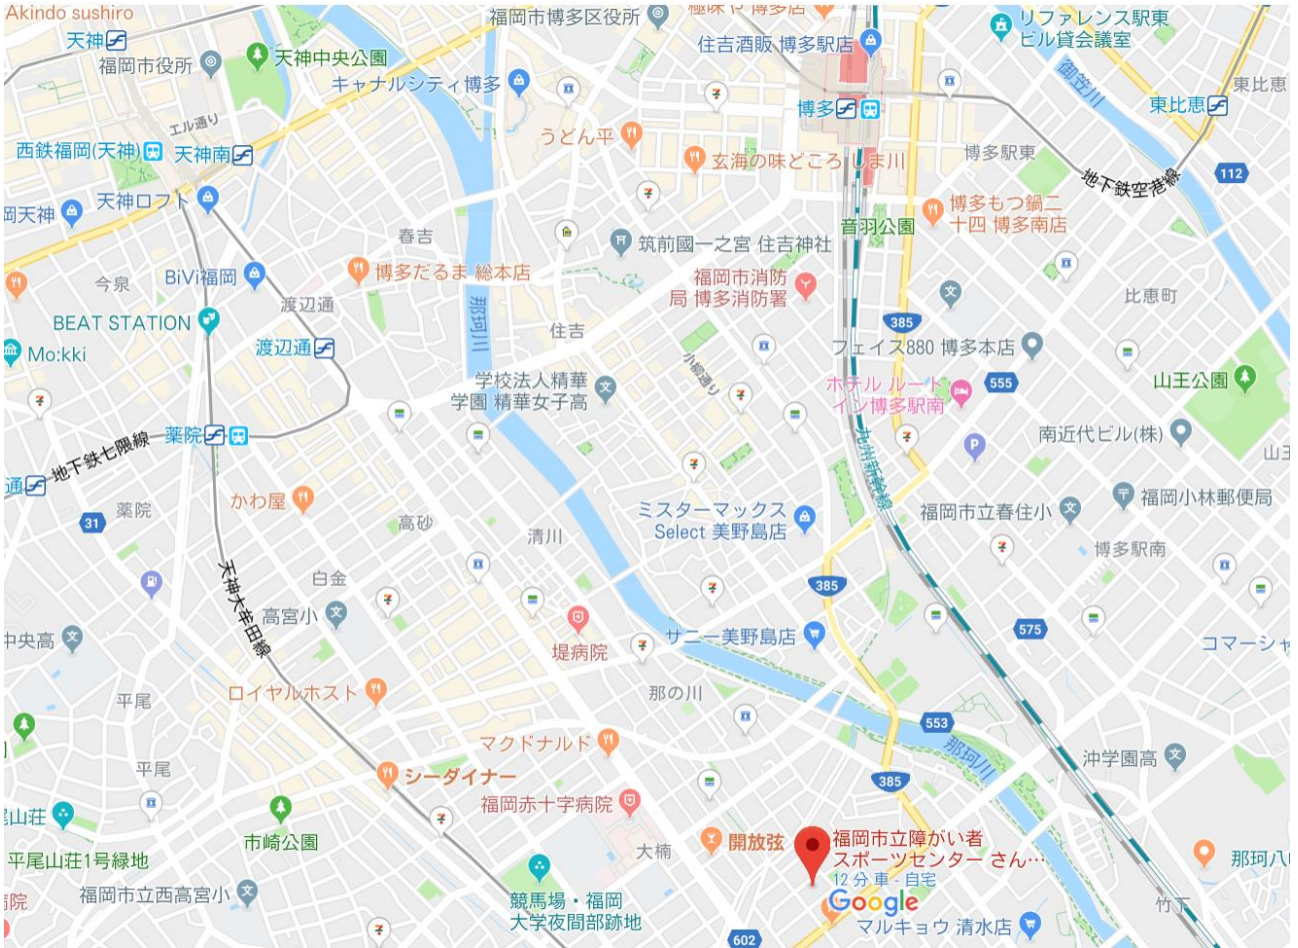 Akindo sushiro
天神
福岡市役所
天神中央公園
福岡市博多区役所
キャナルシティ博多
極味や 博多店
住吉酒販 博多駅店
リファレンス駅東
ビル貸会議室
御笠川
東比恵
東比恵
エル通り
西鉄福岡(天神)
天神南
うどん平
博多
玄海の味どころ しま川
博多駅東
地下鉄空港線
112
岡天神
天神ロフト
春吉
筑前國一之宮 住吉神社
音羽公園
博多もつ鍋二
十四 博多南店
今泉
BiVi福岡
博多だるま 総本店
福岡市消防
局 博多消防署
比恵町
渡辺通
BEAT STATION
那珂川
住吉
385
Mo:kki
渡辺通
小柳通り
フェイス880 博多本店
学校法人精華
学園 精華女子高
ホテル ルート
イン博多駅南
555
山王公園
薬院
地下鉄七隈線
九州新幹線
南近代ビル(株)
山王
通
31
薬院
かわ屋
高砂
清川
ミスターマックス
Select 美野島店
福岡市立春住小
福岡小林郵便局
博多駅南
天神大牟田線
白金
高宮小
385
中央高
堤病院
サニー美野島店
575
コマーシャ
平尾
ロイヤルホスト
那の川
553
那珂川
マクドナルド
沖学園高
平尾
シーダイナー
385
尾山荘
市崎公園
福岡赤十字病院
大楠
開放弦
福岡市立障がい者
スポーツセンター さん…
12 分 車 - 自宅
平尾山荘1号緑地
福岡市立西高宮小
競馬場・福岡
大学夜間部跡地
Google
マルキョウ 清水店
那珂八
竹下
病院
602